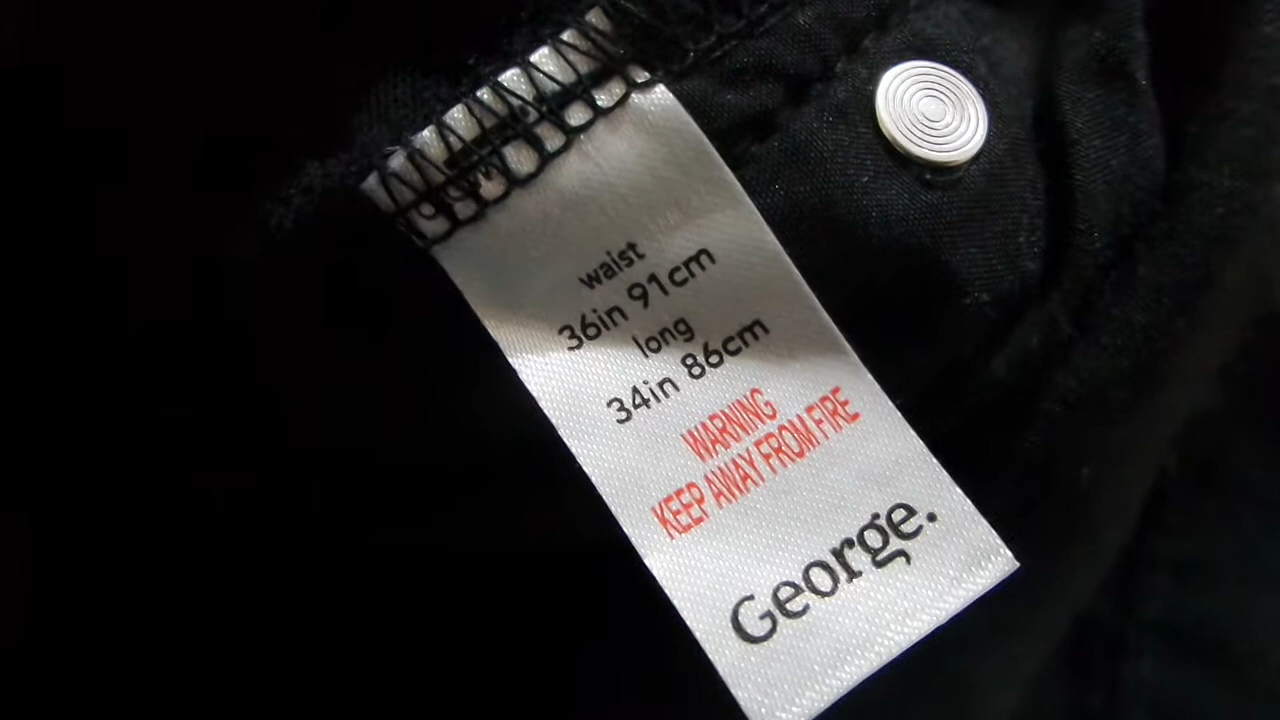 waist
36in 91cm
long
34in 86cm
WARNING
KEEP AWAY FROM FIRE
George.